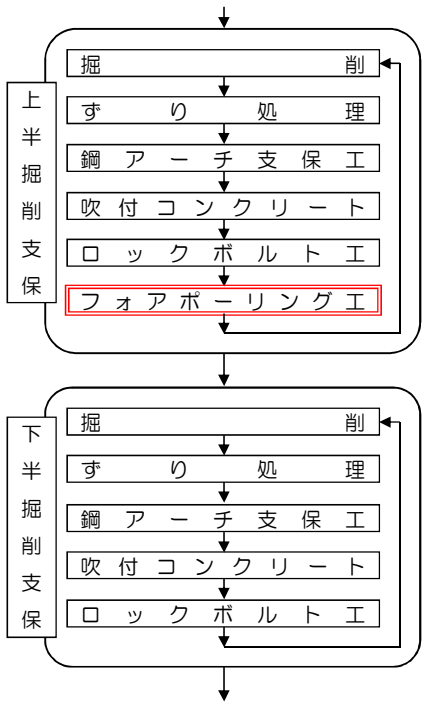 上半掘削支保
掘削
ずり処理
鋼アーチ支保工
吹付コンクリート
ロックボルト工
フォアポーリング工
下半掘削支保
掘削
ずり処理
鋼アーチ支保工
吹付コンクリート
ロックボルト工